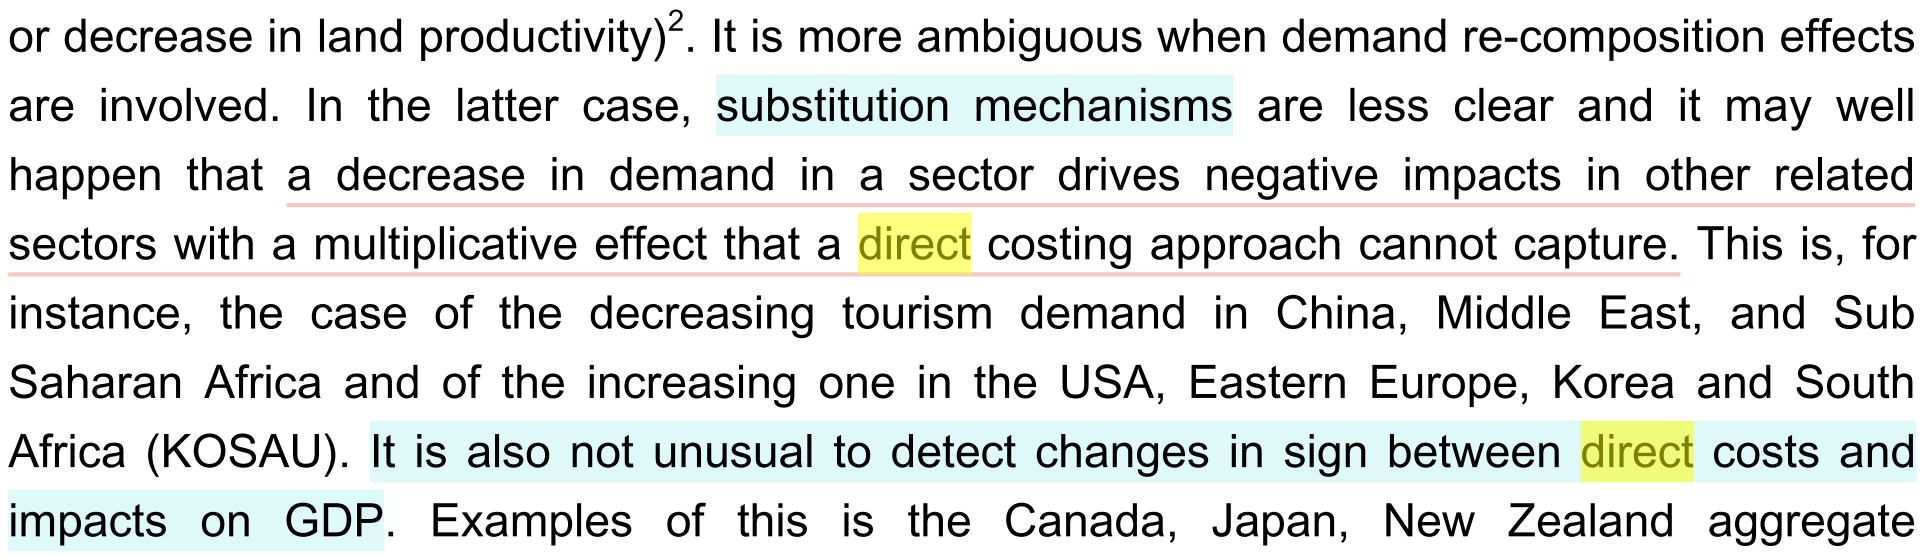 or decrease in land productivity)². It is more ambiguous when demand re-composition effects
are involved. In the latter case, substitution mechanisms are less clear and it may well
happen that a decrease in demand in a sector drives negative impacts in other related
sectors with a multiplicative effect that a direct costing approach cannot capture. This is, for
instance, the case of the decreasing tourism demand in China, Middle East, and Sub
Saharan Africa and of the increasing one in the USA, Eastern Europe, Korea and South
Africa (KOSAU). It is also not unusual to detect changes in sign between direct costs and
impacts on GDP. Examples of this is the Canada, Japan, New Zealand aggregate